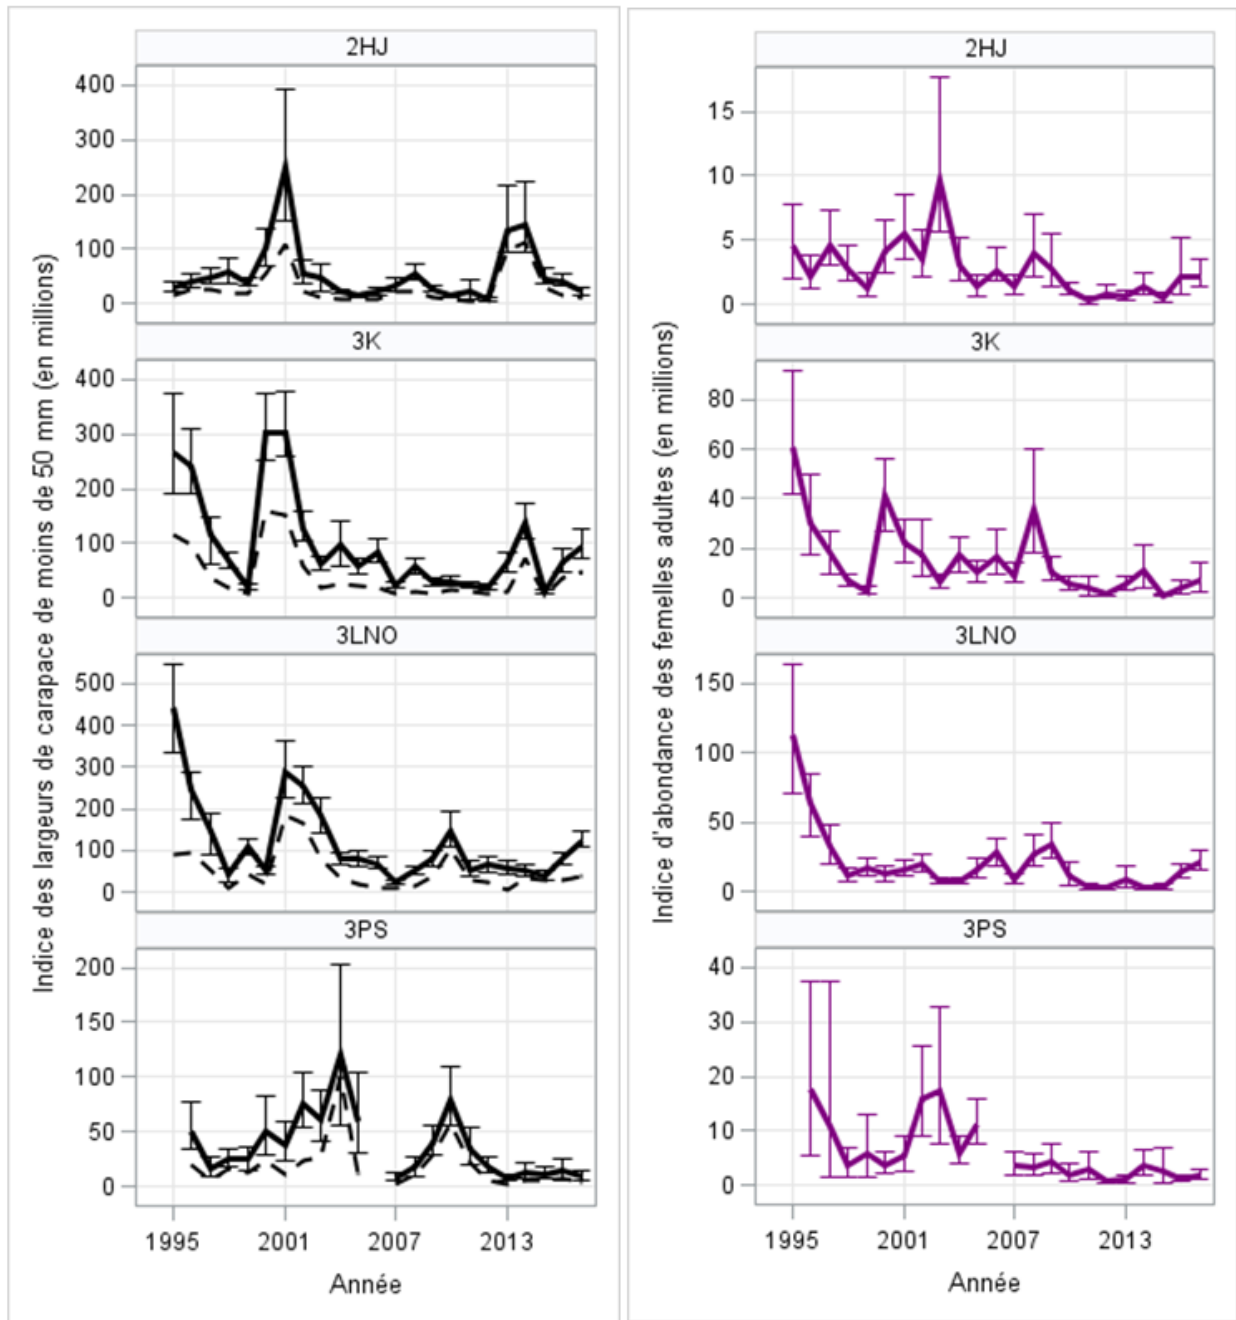 Indice des largeurs de carapace de moins de 50 mm (en millions)
2HJ
400
300
200
100
0
3K
400
300
200
100
0
3LNO
500
400
300
200
100
0
3PS
200
150
100
50
0
1995 2001 2007 2013
Année
Indice d'abondance des femelles adultes (en millions)
2HJ
15
10
5
0
3K
80
60
40
20
0
3LNO
150
100
50
0
3PS
40
30
20
10
0
1995 2001 2007 2013
Année